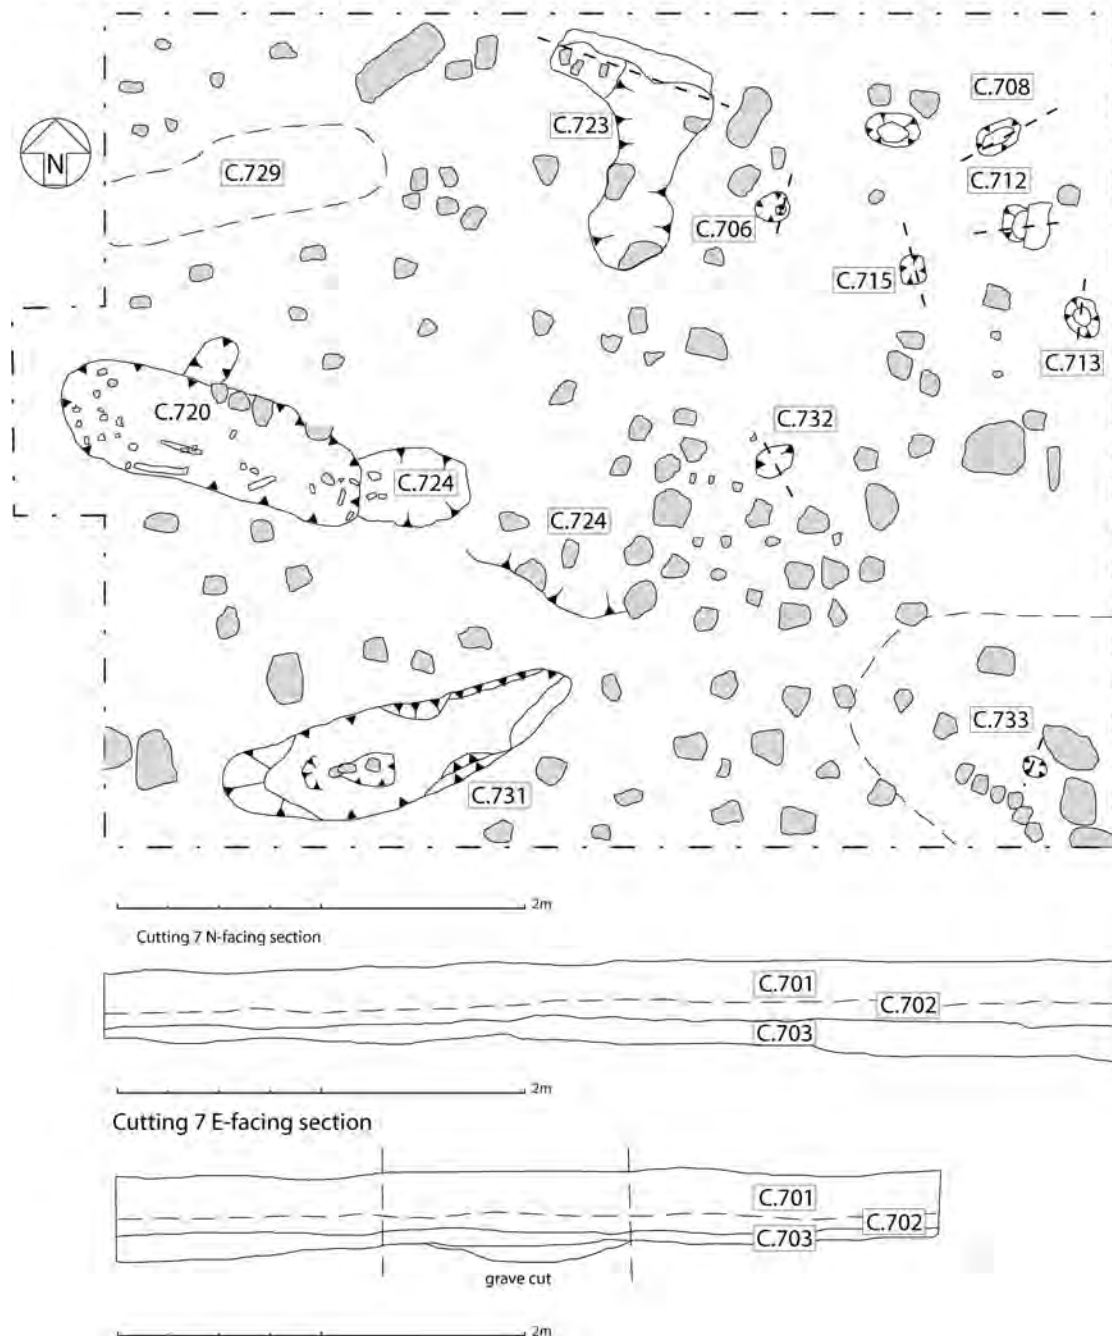 C.708
C.723
N
C.729
C.712
C.706
C.715
C.713
C.720
C.732
C.724
C.724
C.733
C.731
2m
Cutting 7 N-facing section
C.701
C.702
C.703
2m
Cutting 7 E-facing section
C.701
C.702
C.703
grave cut
2m